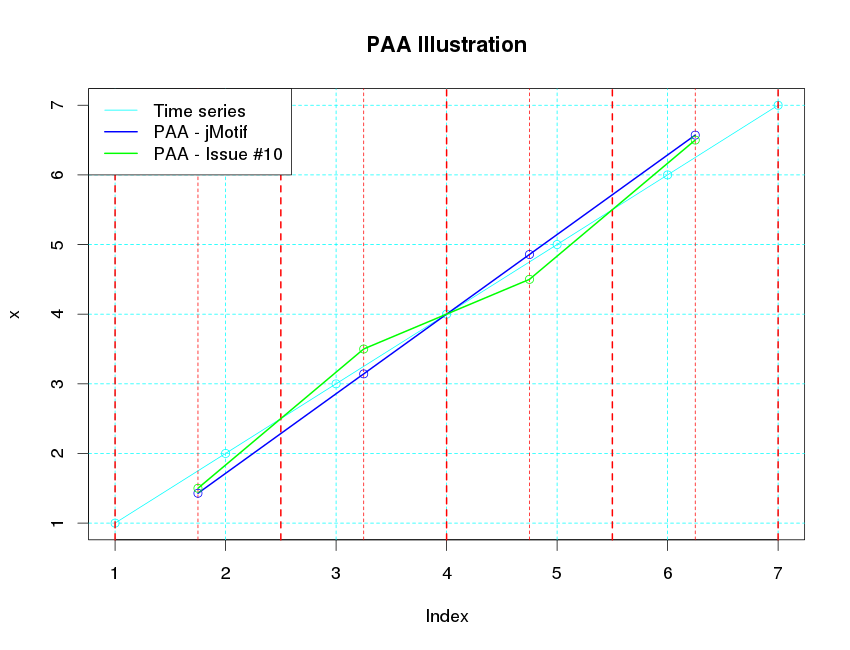 PAA Illustration
Time series
PAA - jMotif
PAA - Issue #10
7
6
5
4
3
2
1
x
1 2 3 4 5 6 7
Index